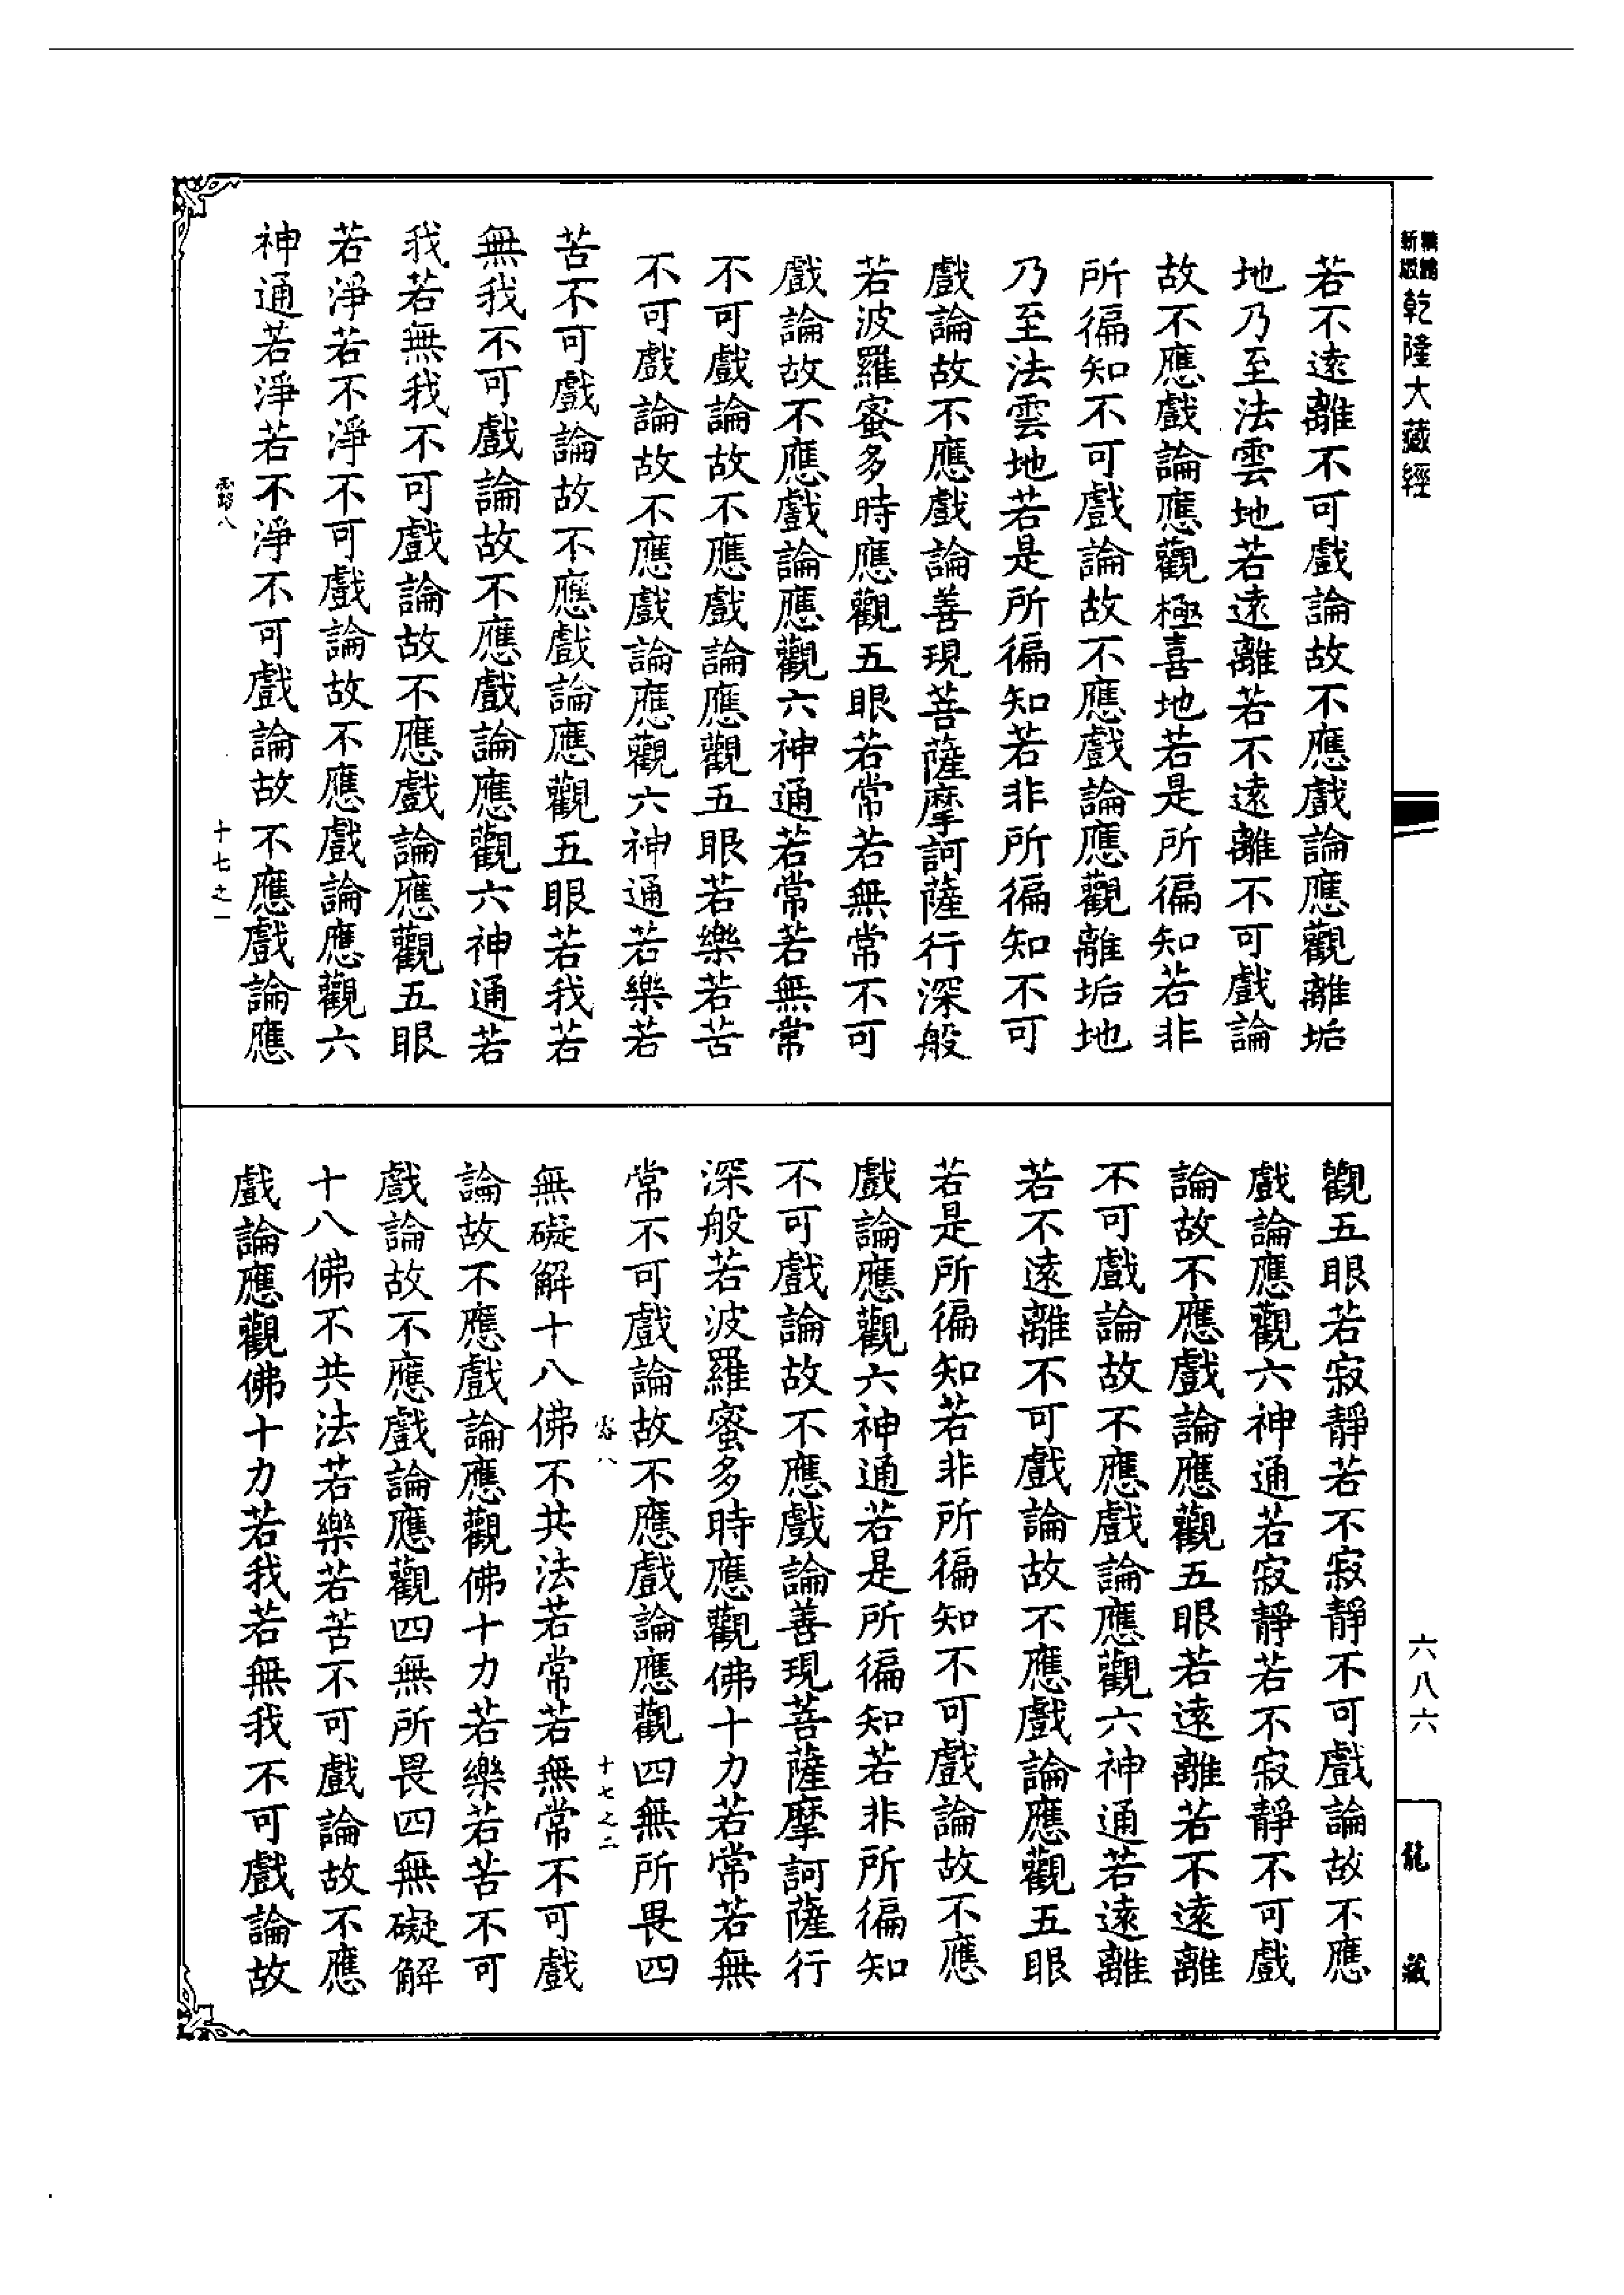 乾隆大藏經
若不遠離不可戲論故不應戲論應觀離垢
地乃至法雲地若遠離若不遠離不可戲論
故不應戲論應觀極喜地若是所徧知若非
所徧知不可戲論故不應戲論應觀離垢地
乃至法雲地若是所徧知若非所徧知不可
戲論故不應戲論善現菩薩摩訶薩行深般
若波羅蜜多時應觀五眼若常若無常不可
戲論故不應戲論應觀六神通若常若無常
不可戲論故不應戲論應觀五眼若樂若苦
不可戲論故不應戲論應觀六神通若樂若
苦不可戲論故不應戲論應觀五眼若我若
無我不可戲論故不應戲論應觀六神通若
我若無我不可戲論故不應戲論應觀五眼
若淨若不淨不可戲論故不應戲論應觀六
神通若淨若不淨不可戲論故不應戲論應
十七之一
觀五眼若寂靜若不寂靜不可戲論故不應
戲論應觀六神通若寂靜若不寂靜不可戲
論故不應戲論應觀五眼若遠離若不遠離
不可戲論故不應戲論應觀六神通若遠離
若不遠離不可戲論故不應戲論應觀五眼
若是所徧知若非所徧知不可戲論故不應
戲論應觀六神通若是所徧知若非所徧知
不可戲論故不應戲論善現菩薩摩訶薩行
深般若波羅蜜多時應觀佛十力若常若無
常不可戲論故不應戲論應觀四無所畏四
十七之二
無礙解十八佛不共法若常若無常不可戲
論故不應戲論應觀佛十力若樂若苦不可
戲論故不應戲論應觀四無所畏四無礙解
十八佛不共法若樂若苦不可戲論故不應
戲論應觀佛十力若我若無我不可戲論故
六八六
龍藏